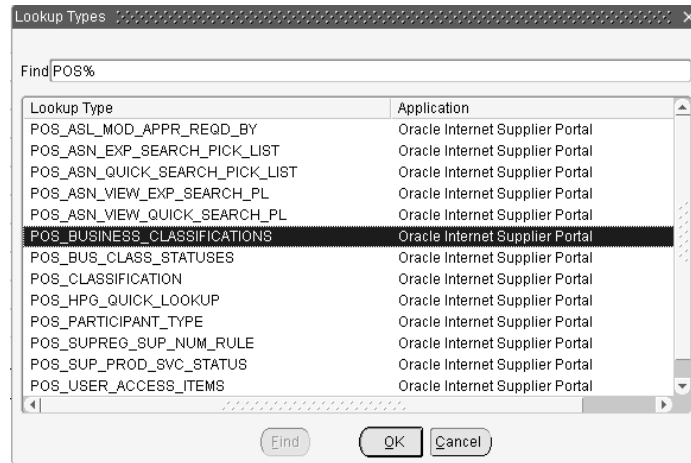 Lookup Types
Find POS%
Lookup Type Application
POS_ASL_MOD_APPR_REQD_BY Oracle Internet Supplier Portal
POS_ASN_EXP_SEARCH_PICK_LIST Oracle Internet Supplier Portal
POS_ASN_QUICK_SEARCH_PICK_LIST Oracle Internet Supplier Portal
POS_ASN_VIEW_EXP_SEARCH_PL Oracle Internet Supplier Portal
POS_ASN_VIEW_QUICK_SEARCH_PL Oracle Internet Supplier Portal
POS_BUSINESS_CLASSIFICATIONS Oracle Internet Supplier Portal
POS_BUS_CLASS_STATUSES Oracle Internet Supplier Portal
POS_CLASSIFICATION Oracle Internet Supplier Portal
POS_HPG_QUICK_LOOKUP Oracle Internet Supplier Portal
POS_PARTICIPANT_TYPE Oracle Internet Supplier Portal
POS_SUPREG_SUP_NUM_RULE Oracle Internet Supplier Portal
POS_SUP_PROD_SVC_STATUS Oracle Internet Supplier Portal
POS_USER_ACCESS_ITEMS Oracle Internet Supplier Portal
Find OK Cancel